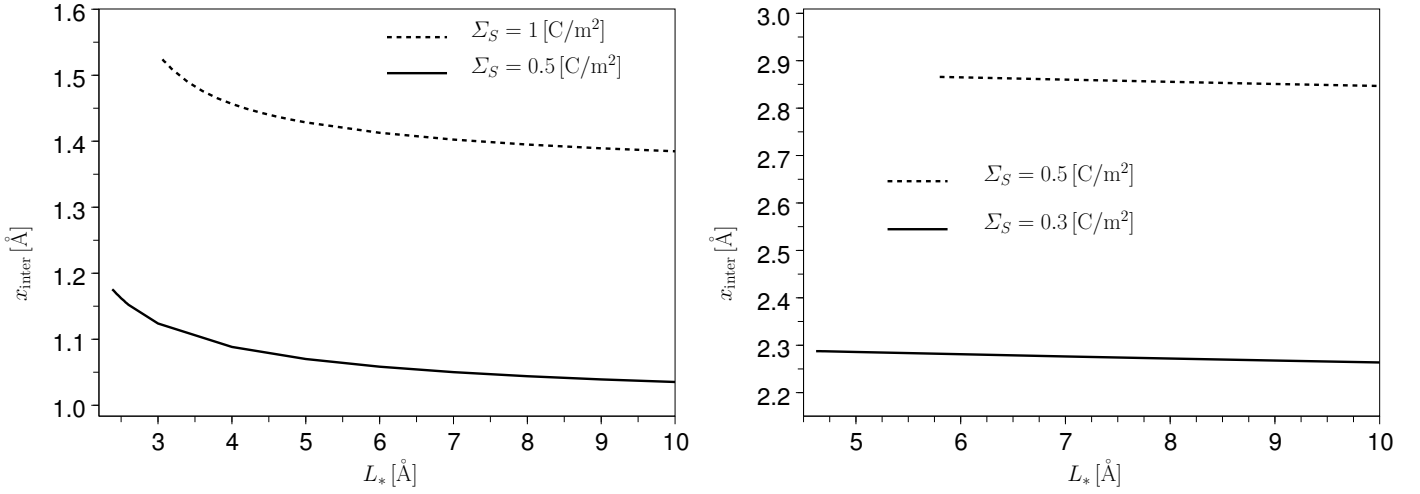 1.6
1.5
1.4
1.3
1.2
1.1
1.0
x_inter [Å]
Σ_S = 1 [C/m²]
Σ_S = 0.5 [C/m²]
3 4 5 6 7 8 9 10
L_* [Å]
3.0
2.9
2.8
2.7
2.6
2.5
2.4
2.3
2.2
x_inter [Å]
Σ_S = 0.5 [C/m²]
Σ_S = 0.3 [C/m²]
5 6 7 8 9 10
L_* [Å]